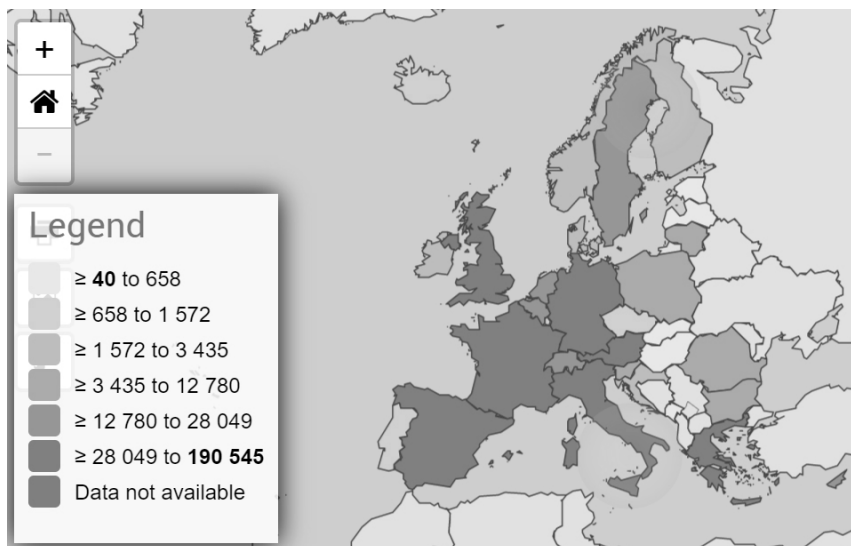 +
−
Legend
≥ 40 to 658
≥ 658 to 1 572
≥ 1 572 to 3 435
≥ 3 435 to 12 780
≥ 12 780 to 28 049
≥ 28 049 to 190 545
Data not available